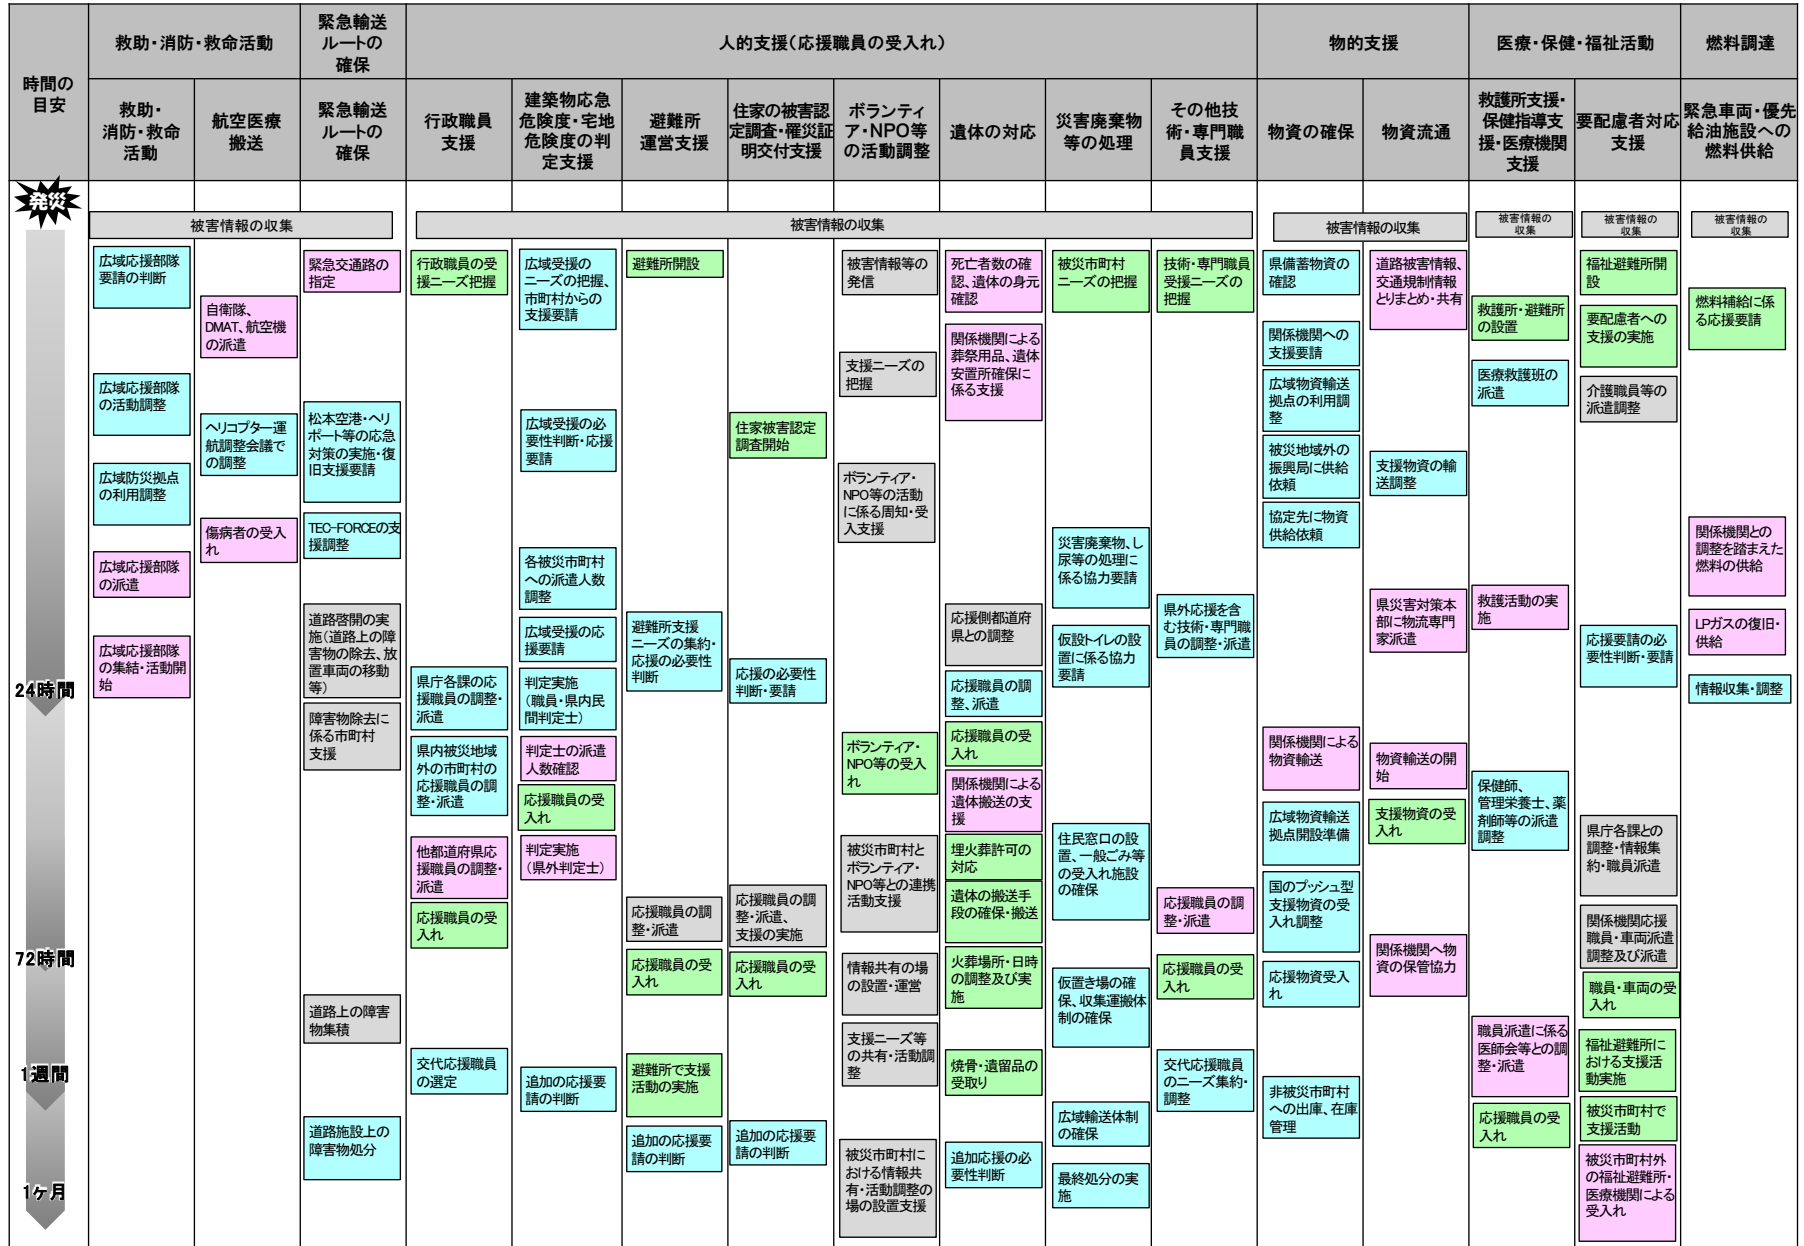 時間の
目安
救助・消防・救命活動
緊急輸送
ルートの
確保
人的支援(応援職員の受入れ)
物的支援
医療・保健・福祉活動
燃料調達
救助・
消防・救命
活動
航空医療
搬送
緊急輸送
ルートの
確保
行政職員
支援
建築物応急
危険度・宅地
危険度の判
定支援
避難所
運営支援
住家の被害認
定調査・罹災証
明交付支援
ボランティ
ア・NPO等
の活動調整
遺体の対応
災害廃棄物
等の処理
その他技
術・専門職
員支援
物資の確保
物資流通
救護所支援・
保健指導支
援・医療機関
支援
要配慮者対応
支援
緊急車両・優先
給油施設への
燃料供給
発災
24時間
72時間
1週間
1ヶ月
被害情報の収集
被害情報の収集
被害情報の収集
被害情報の
収集
被害情報の
収集
被害情報の
収集
広域応援部隊
要請の判断
広域応援部隊
の活動調整
広域防災拠点
の利用調整
広域応援部隊
の派遣
広域応援部隊
の集結・活動開
始
自衛隊、
DMAT、航空機
の派遣
ヘリコプター運
航調整会議で
の調整
傷病者の受入
れ
緊急交通路の
指定
松本空港・ヘリ
ポート等の応急
対策の実施・復
旧支援要請
TEC-FORCEの支
援調整
道路啓開の実
施(道路上の障
害物の除去、放
置車両の移動
等)
障害物除去に
係る市町村
支援
道路上の障害
物集積
道路施設上の
障害物処分
行政職員の受
援ニーズ把握
県庁各課の応
援職員の調整・
派遣
県内被災地域
外の市町村の
応援職員の調
整・派遣
他都道府県応
援職員の調整・
派遣
応援職員の受
入れ
交代応援職員
の選定
広域受援の
ニーズの把握、
市町村からの
支援要請
広域受援の必
要性判断・応援
要請
各被災市町村
への派遣人数
調整
広域受援の応
援要請
判定実施
(職員・県内民
間判定士)
判定士の派遣
人数確認
応援職員の受
入れ
判定実施
(県外判定士)
追加の応援要
請の判断
避難所開設
避難所支援
ニーズの集約・
応援の必要性
判断
応援職員の調
整・派遣
応援職員の受
入れ
避難所で支援
活動の実施
追加の応援要
請の判断
住家被害認定
調査開始
応援の必要性
判断・要請
応援職員の調
整・派遣、
支援の実施
応援職員の受
入れ
追加の応援要
請の判断
被害情報等の
発信
支援ニーズの
把握
ボランティア・
NPO等の活動
に係る周知・受
入支援
ボランティア・
NPO等の受入
れ
被災市町村と
ボランティア・
NPO等との連携
活動支援
情報共有の場
の設置・運営
支援ニーズ等
の共有・活動調
整
被災市町村に
おける情報共
有・活動調整の
場の設置支援
死亡者数の確
認、遺体の身元
確認
関係機関による
葬祭用品、遺体
安置所確保に
係る支援
応援側都道府
県との調整
応援職員の調
整、派遣
応援職員の受
入れ
関係機関による
遺体搬送の支
援
埋火葬許可の
対応
遺体の搬送手
段の確保・搬送
火葬場所・日時
の調整及び実
施
焼骨・遺留品の
受取り
追加応援の必
要性判断
被災市町村
ニーズの把握
災害廃棄物、し
尿等の処理に
係る協力要請
仮設トイレの設
置に係る協力
要請
住民窓口の設
置、一般ごみ等
の受入れ施設
の確保
仮置き場の確
保、収集運搬体
制の確保
広域輸送体制
の確保
最終処分の実
施
技術・専門職員
受援ニーズの
把握
県外応援を含
む技術・専門職
員の調整・派遣
応援職員の調
整・派遣
応援職員の受
入れ
交代応援職員
のニーズ集約・
調整
県備蓄物資の
確認
関係機関への
支援要請
広域物資輸送
拠点の利用調
整
被災地域外の
振興局に供給
依頼
協定先に物資
供給依頼
関係機関による
物資輸送
広域物資輸送
拠点開設準備
国のプッシュ型
支援物資の受
入れ調整
応援物資受入
れ
非被災市町村
への出庫、在庫
管理
道路被害情報、
交通規制情報
とりまとめ・共有
支援物資の輸
送調整
県災害対策本
部に物流専門
家派遣
物資輸送の開
始
支援物資の受
入れ
関係機関へ物
資の保管協力
救護所・避難所
の設置
医療救護班の
派遣
救護活動の実
施
保健師、
管理栄養士、薬
剤師等の派遣
調整
職員派遣に係る
医師会等との調
整・派遣
応援職員の受
入れ
福祉避難所開
設
要配慮者への
支援の実施
介護職員等の
派遣調整
応援要請の必
要性判断・要請
県庁各課との
調整・情報集
約・職員派遣
関係機関応援
職員・車両派遣
調整及び派遣
職員・車両の受
入れ
福祉避難所に
おける支援活
動実施
被災市町村で
支援活動
被災市町村外
の福祉避難所・
医療機関による
受入れ
燃料補給に係
る応援要請
関係機関との
調整を踏まえた
燃料の供給
LPガスの復旧・
供給
情報収集・調整